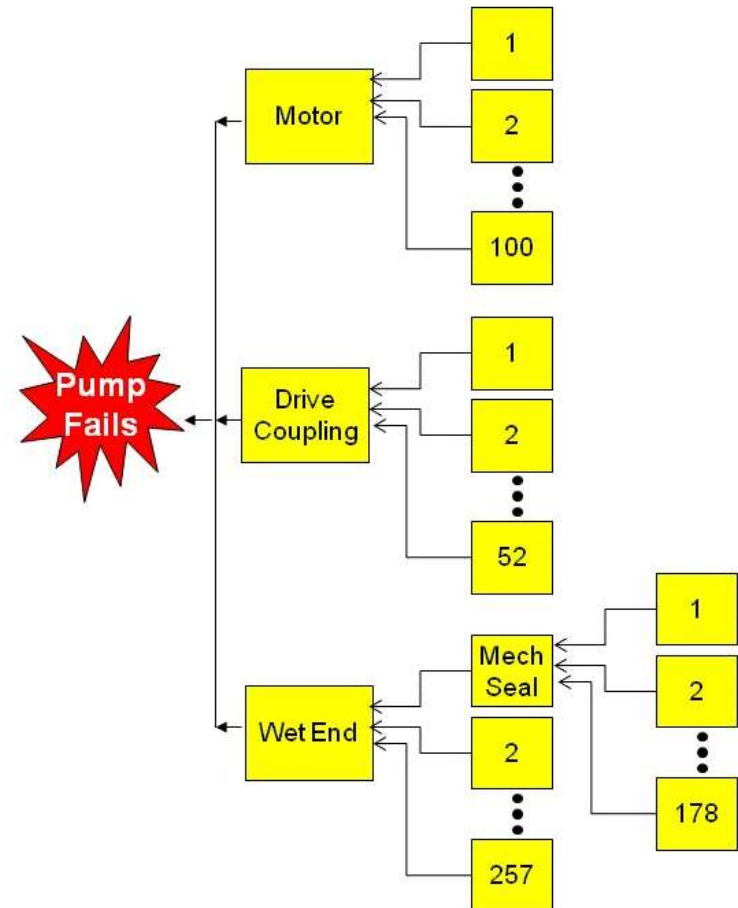 1
Motor
2
100
Pump
Fails
1
Drive
Coupling
2
52
1
Mech
Seal
2
Wet End
2
178
257